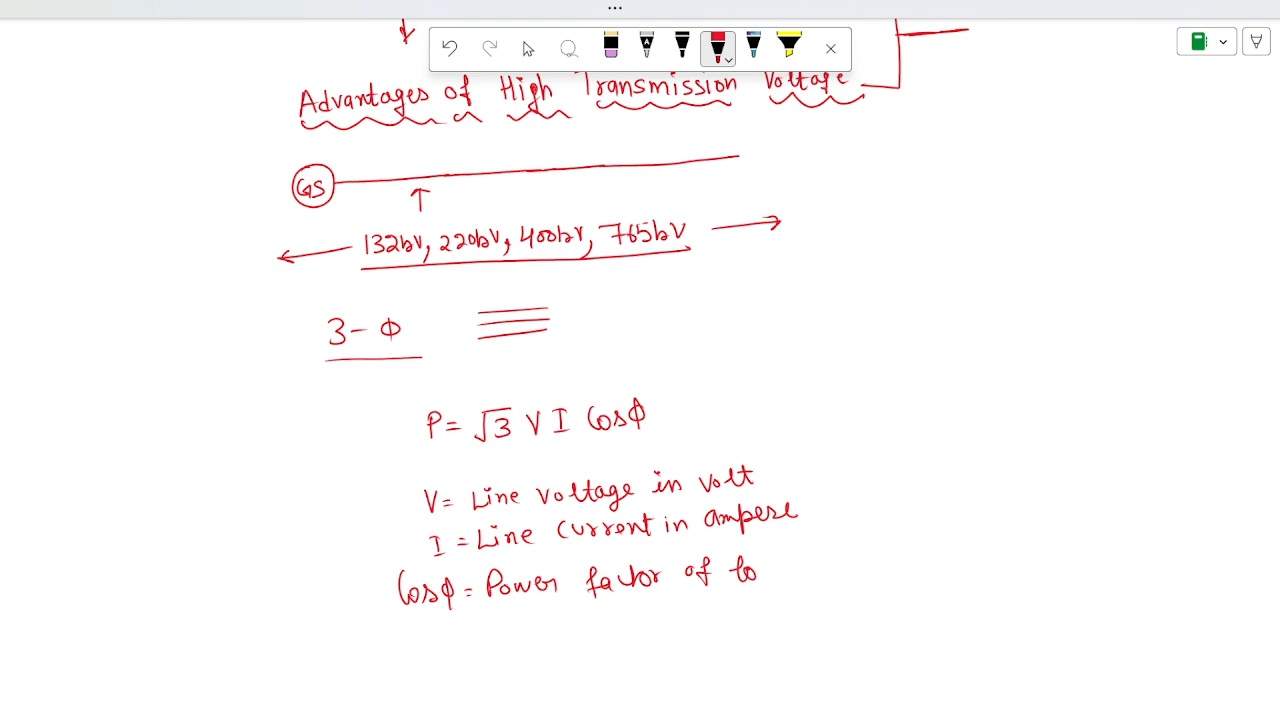 Advantages of High Transmission Voltage
GS
132kV, 220kV, 400kV, 765kV
3-Φ
P= √3 V I Cosϕ
V= Line voltage in volt
I = Line current in ampere
Cosϕ = Power factor of lo